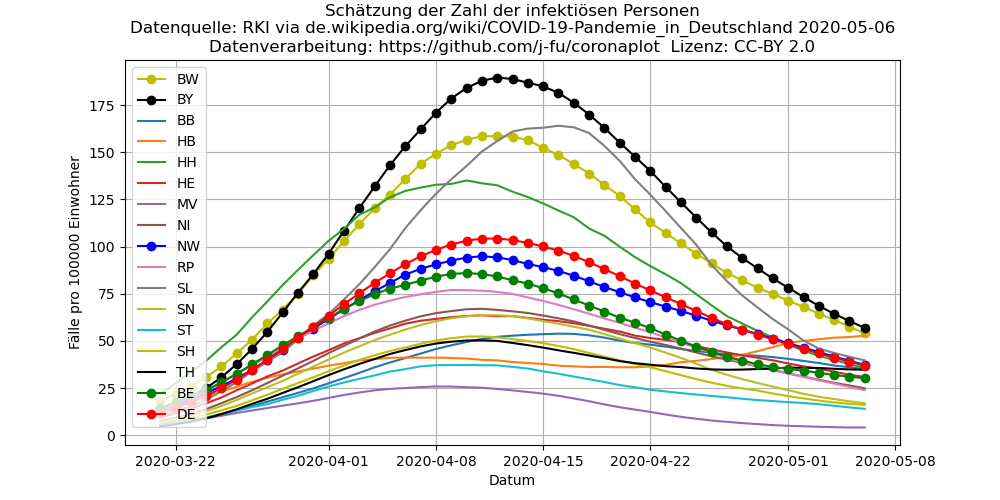 Schätzung der Zahl der infektiösen Personen
Datenquelle: RKI via de.wikipedia.org/wiki/COVID-19-Pandemie_in_Deutschland 2020-05-06
Datenverarbeitung: https://github.com/j-fu/coronaplot Lizenz: CC-BY 2.0
Fälle pro 100000 Einwohner
175
150
125
100
75
50
25
0
BW
BY
BB
HB
HH
HE
MV
NI
NW
RP
SL
SN
ST
SH
TH
BE
DE
2020-03-22
2020-04-01
2020-04-08
2020-04-15
2020-04-22
2020-05-01
2020-05-08
Datum